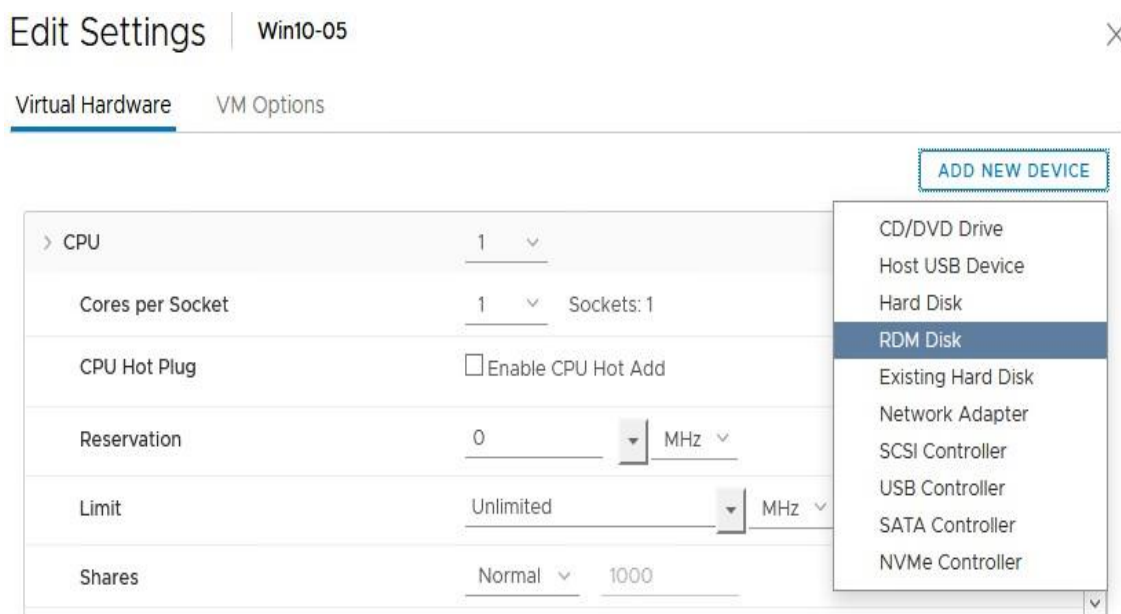 Edit Settings Win10-05
Virtual Hardware VM Options
ADD NEW DEVICE
CPU 1
Cores per Socket 1 Sockets: 1
CPU Hot Plug Enable CPU Hot Add
Reservation 0 MHz
Limit Unlimited MHz
Shares Normal 1000
CD/DVD Drive
Host USB Device
Hard Disk
RDM Disk
Existing Hard Disk
Network Adapter
SCSI Controller
USB Controller
SATA Controller
NVMe Controller